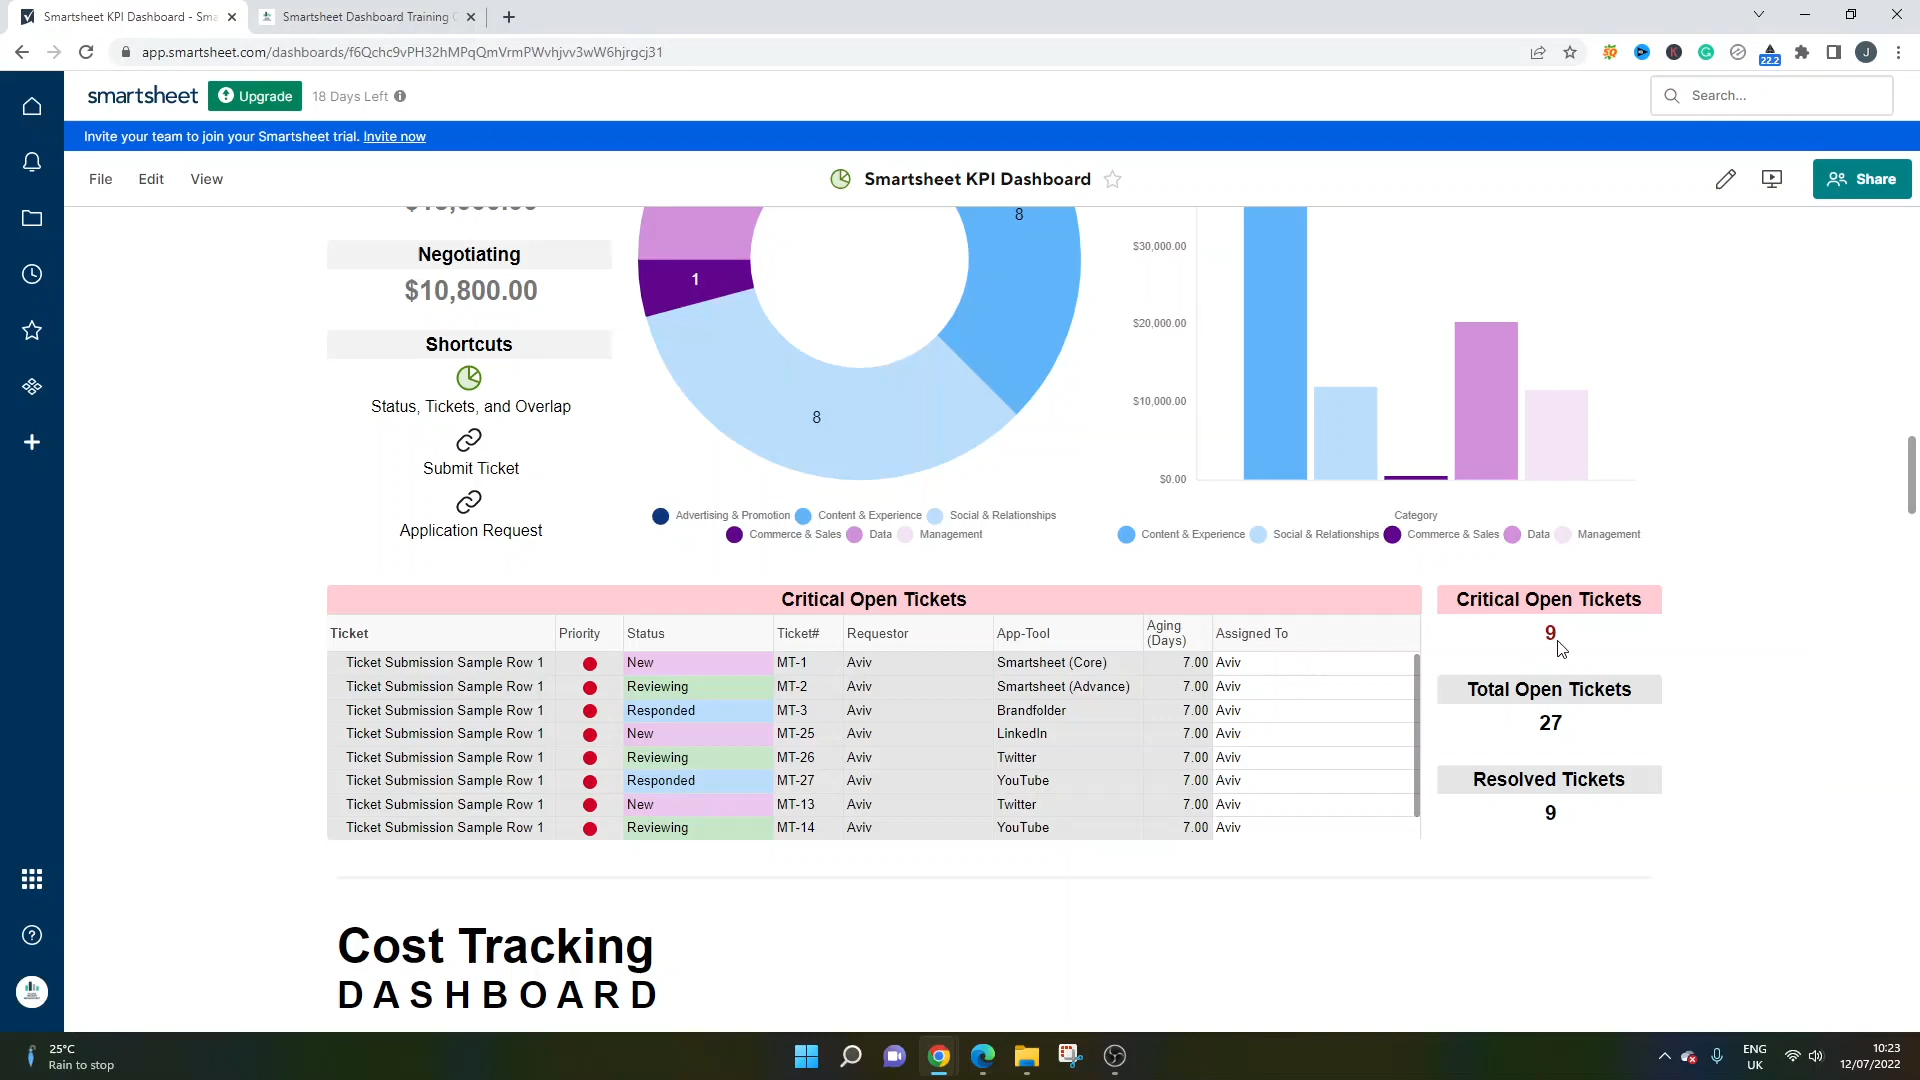 Smartsheet KPI Dashboard - Sma
Smartsheet Dashboard Training C
app.smartsheet.com/dashboards/f6Qchc9vPH32hMPqQmVrmPWvhjvv3wW6hjrgcj31
22.2
J
smartsheet
Upgrade
18 Days Left
Search...
Invite your team to join your Smartsheet trial. Invite now
File Edit View
Smartsheet KPI Dashboard
Share
Negotiating
$10,800.00
Shortcuts
Status, Tickets, and Overlap
Submit Ticket
Application Request
8
1
8
Advertising & Promotion Content & Experience Social & Relationships
Commerce & Sales Data Management
$30,000.00
$20,000.00
$10,000.00
$0.00
Category
Content & Experience Social & Relationships Commerce & Sales Data Management
Critical Open Tickets
Ticket Priority Status Ticket# Requestor App-Tool Aging (Days) Assigned To
Ticket Submission Sample Row 1 New MT-1 Aviv Smartsheet (Core) 7.00 Aviv
Ticket Submission Sample Row 1 Reviewing MT-2 Aviv Smartsheet (Advance) 7.00 Aviv
Ticket Submission Sample Row 1 Responded MT-3 Aviv Brandfolder 7.00 Aviv
Ticket Submission Sample Row 1 New MT-25 Aviv LinkedIn 7.00 Aviv
Ticket Submission Sample Row 1 Reviewing MT-26 Aviv Twitter 7.00 Aviv
Ticket Submission Sample Row 1 Responded MT-27 Aviv YouTube 7.00 Aviv
Ticket Submission Sample Row 1 New MT-13 Aviv Twitter 7.00 Aviv
Ticket Submission Sample Row 1 Reviewing MT-14 Aviv YouTube 7.00 Aviv
Critical Open Tickets
9
Total Open Tickets
27
Resolved Tickets
9
Cost Tracking
DASHBOARD
25°C
Rain to stop
ENG
UK
10:23
12/07/2022